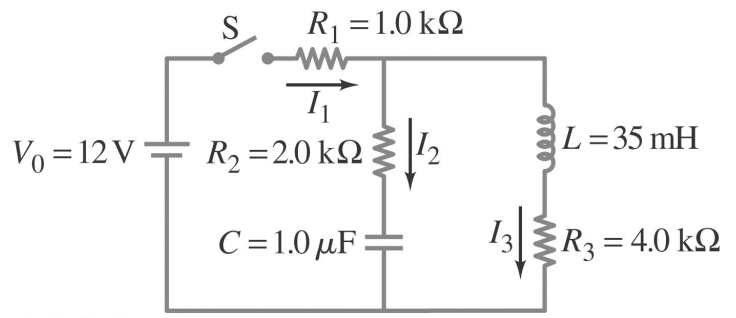 S
R₁ = 1.0 kΩ
I₁
V₀ = 12 V
R₂ = 2.0 kΩ
I₂
L = 35 mH
C = 1.0 μF
I₃
R₃ = 4.0 kΩ